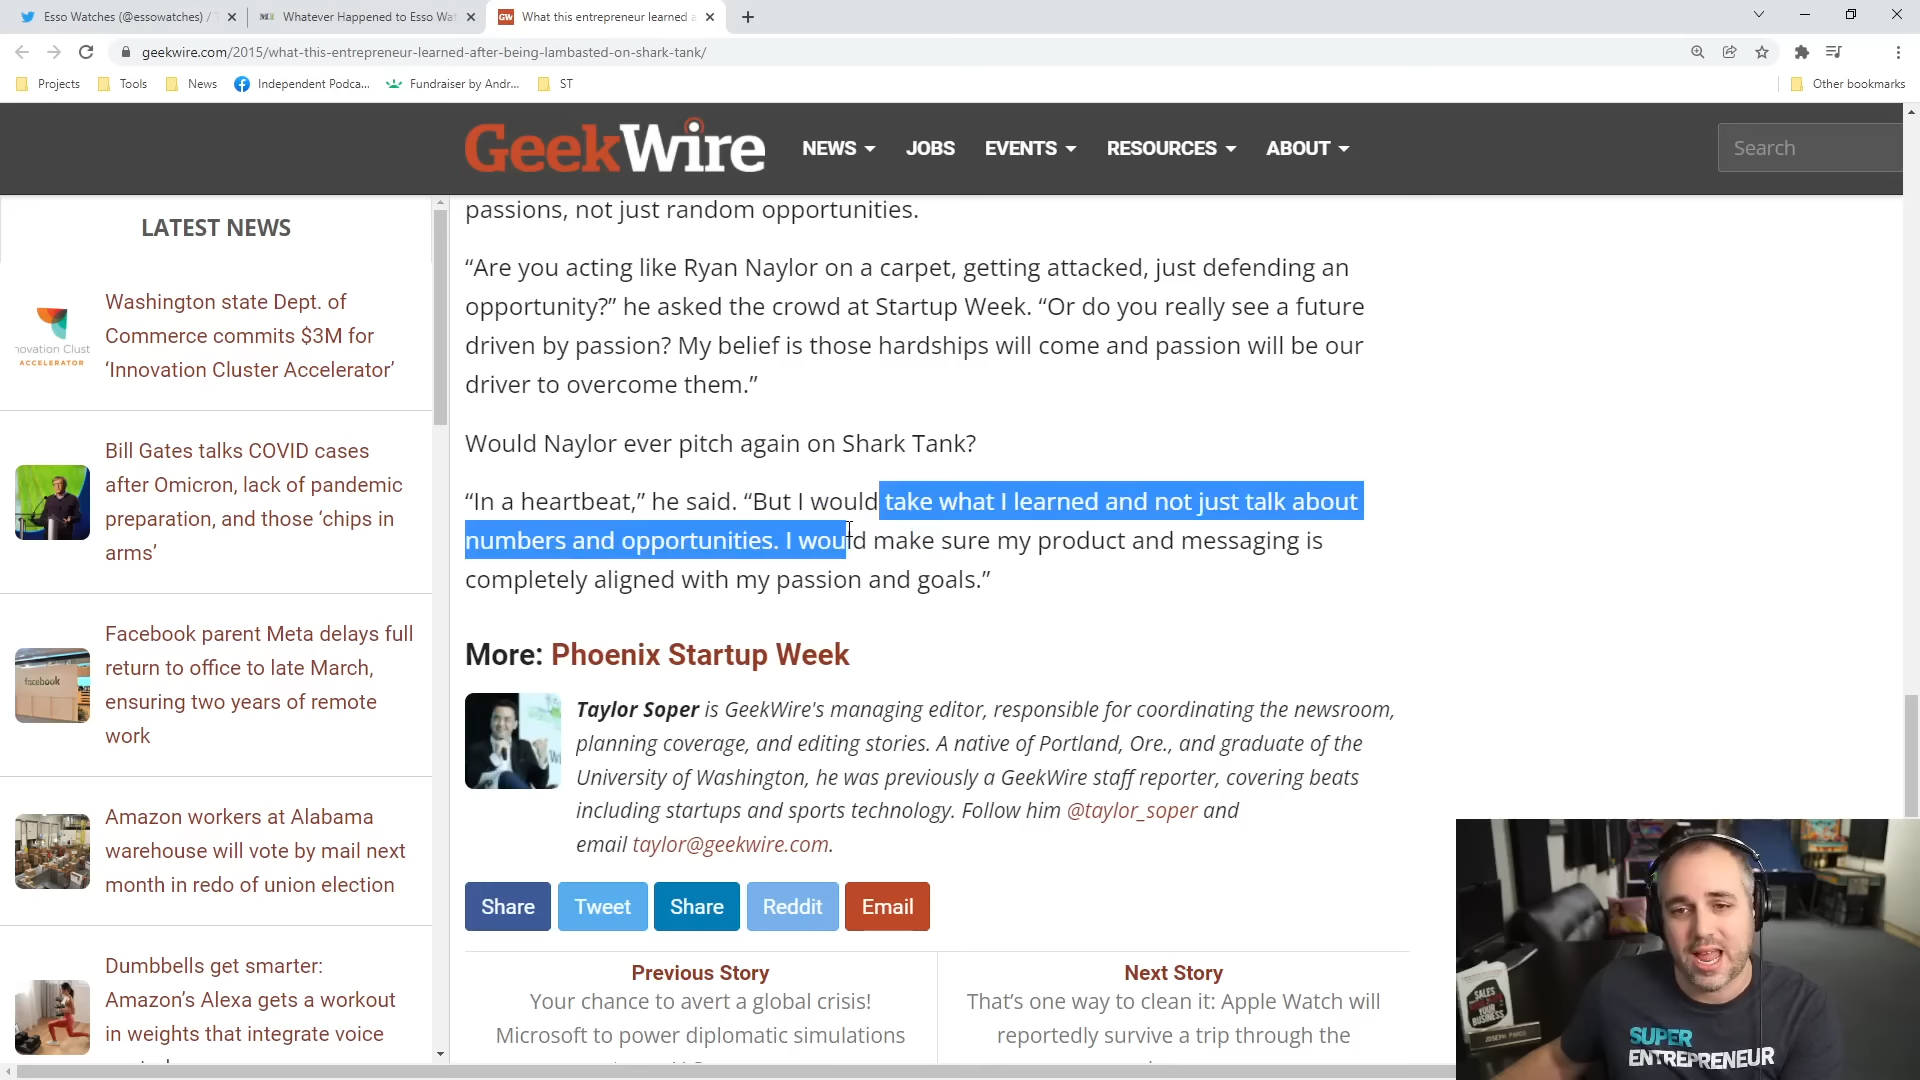 Esso Watches (@essowatches) /
Whatever Happened to Esso Wat
What this entrepreneur learned a
geekwire.com/2015/what-this-entrepreneur-learned-after-being-lambasted-on-shark-tank/
Projects
Tools
News
Independent Podca...
Fundraiser by Andr...
ST
Other bookmarks
GeekWire
NEWS
JOBS
EVENTS
RESOURCES
ABOUT
Search
LATEST NEWS
novation Clust
ACCELERATOR
Washington state Dept. of
Commerce commits $3M for
‘Innovation Cluster Accelerator’
Bill Gates talks COVID cases
after Omicron, lack of pandemic
preparation, and those ‘chips in
arms’
facebook
Facebook parent Meta delays full
return to office to late March,
ensuring two years of remote
work
Amazon workers at Alabama
warehouse will vote by mail next
month in redo of union election
Dumbbells get smarter:
Amazon’s Alexa gets a workout
in weights that integrate voice
passions, not just random opportunities.
“Are you acting like Ryan Naylor on a carpet, getting attacked, just defending an
opportunity?” he asked the crowd at Startup Week. “Or do you really see a future
driven by passion? My belief is those hardships will come and passion will be our
driver to overcome them.”
Would Naylor ever pitch again on Shark Tank?
“In a heartbeat,” he said. “But I would take what I learned and not just talk about
numbers and opportunities. I would make sure my product and messaging is
completely aligned with my passion and goals.”
More: Phoenix Startup Week
Taylor Soper is GeekWire's managing editor, responsible for coordinating the newsroom,
planning coverage, and editing stories. A native of Portland, Ore., and graduate of the
University of Washington, he was previously a GeekWire staff reporter, covering beats
including startups and sports technology. Follow him @taylor_soper and
email taylor@geekwire.com.
Share
Tweet
Share
Reddit
Email
Previous Story
Your chance to avert a global crisis!
Microsoft to power diplomatic simulations
Next Story
That’s one way to clean it: Apple Watch will
reportedly survive a trip through the
SALES
YOUR
BUSINESS
JOSEPH
SUPER
ENTREPRENEUR